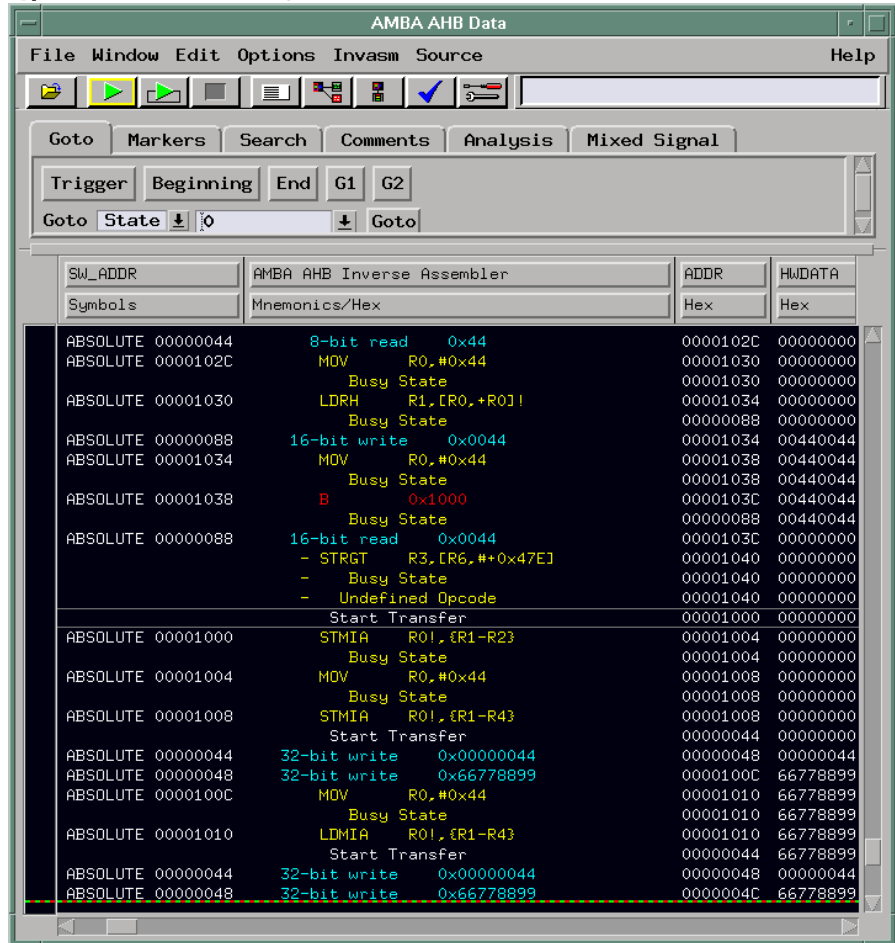 AMBA AHB Data
File Window Edit Options Invasm Source Help
Goto Markers Search Comments Analysis Mixed Signal
Trigger Beginning End G1 G2
Goto State 0 Goto
SW_ADDR AMBA AHB Inverse Assembler ADDR HWDATA
Symbols Mnemonics/Hex Hex Hex
ABSOLUTE 00000044 8-bit read 0x44 0000102C 00000000
ABSOLUTE 0000102C MOV R0,#0x44 00001030 00000000
Busy State 00001030 00000000
ABSOLUTE 00001030 LDRH R1,[R0,+R0]! 00001034 00000000
Busy State 00000088 00000000
ABSOLUTE 00000088 16-bit write 0x0044 00001034 00440044
ABSOLUTE 00001034 MOV R0,#0x44 00001038 00440044
Busy State 00001038 00440044
ABSOLUTE 00001038 B 0x1000 0000103C 00440044
Busy State 00000088 00440044
ABSOLUTE 00000088 16-bit read 0x0044 0000103C 00000000
- STRGT R3,[R6,#+0x47E] 00001040 00000000
- Busy State 00001040 00000000
- Undefined Opcode 00001040 00000000
Start Transfer 00001000 00000000
ABSOLUTE 00001000 STMIA R0!,{R1-R2} 00001004 00000000
Busy State 00001004 00000000
ABSOLUTE 00001004 MOV R0,#0x44 00001008 00000000
Busy State 00001008 00000000
ABSOLUTE 00001008 STMIA R0!,{R1-R4} 00001008 00000000
Start Transfer 00000044 00000000
ABSOLUTE 00000044 32-bit write 0x00000044 00000048 00000044
ABSOLUTE 00000048 32-bit write 0x66778899 0000100C 66778899
ABSOLUTE 0000100C MOV R0,#0x44 00001010 66778899
Busy State 00001010 66778899
ABSOLUTE 00001010 LDMIA R0!,{R1-R4} 00001010 66778899
Start Transfer 00000044 66778899
ABSOLUTE 00000044 32-bit write 0x00000044 00000048 00000044
ABSOLUTE 00000048 32-bit write 0x66778899 0000004C 66778899